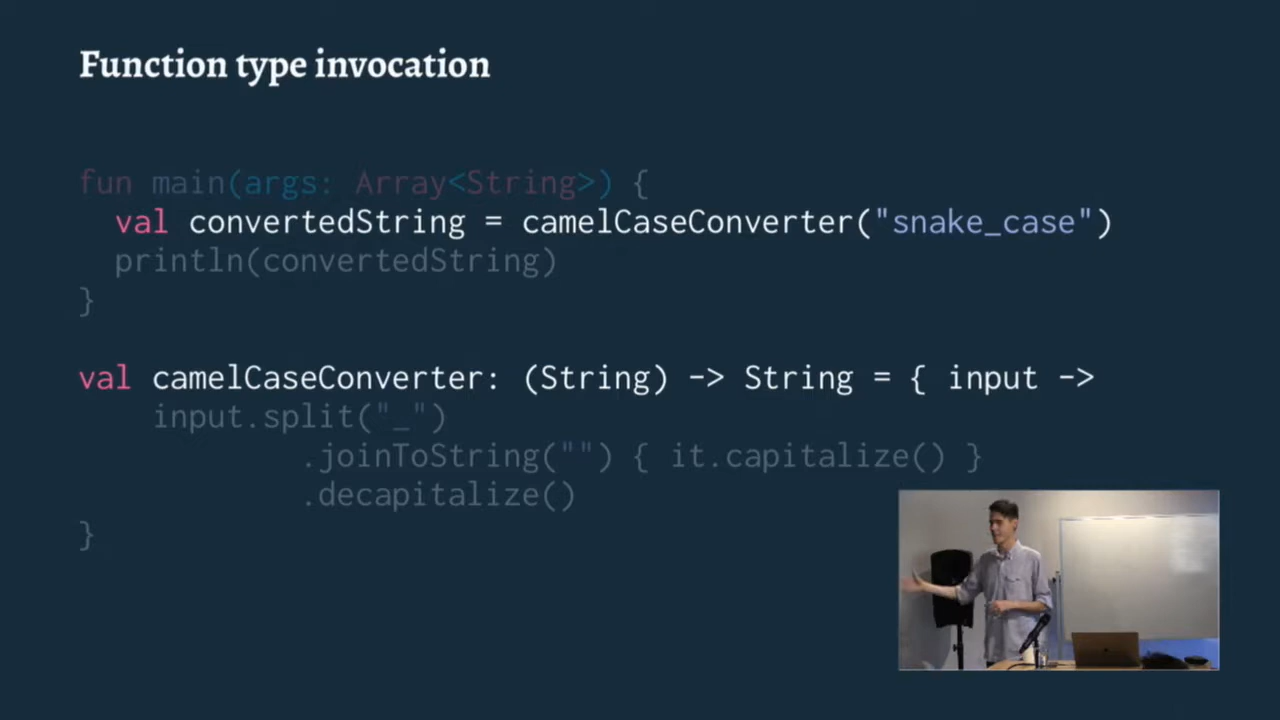 Function type invocation
fun main(args: Array<String>) {
val convertedString = camelCaseConverter("snake_case")
println(convertedString)
}
val camelCaseConverter: (String) -> String = { input ->
input.split("_")
.joinToString("") { it.capitalize() }
.decapitalize()
}